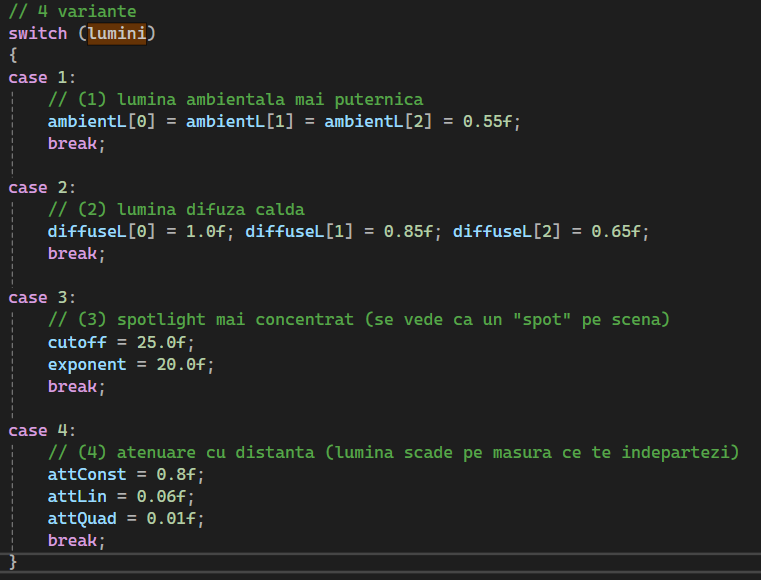 // 4 variante
switch (lumini)
{
case 1:
    // (1) lumina ambientala mai puternica
    ambientL[0] = ambientL[1] = ambientL[2] = 0.55f;
    break;
case 2:
    // (2) lumina difuza calda
    diffuseL[0] = 1.0f; diffuseL[1] = 0.85f; diffuseL[2] = 0.65f;
    break;
case 3:
    // (3) spotlight mai concentrat (se vede ca un "spot" pe scena)
    cutoff = 25.0f;
    exponent = 20.0f;
    break;
case 4:
    // (4) atenuare cu distanta (lumina scade pe masura ce te indepartezi)
    attConst = 0.8f;
    attLin = 0.06f;
    attQuad = 0.01f;
    break;
}